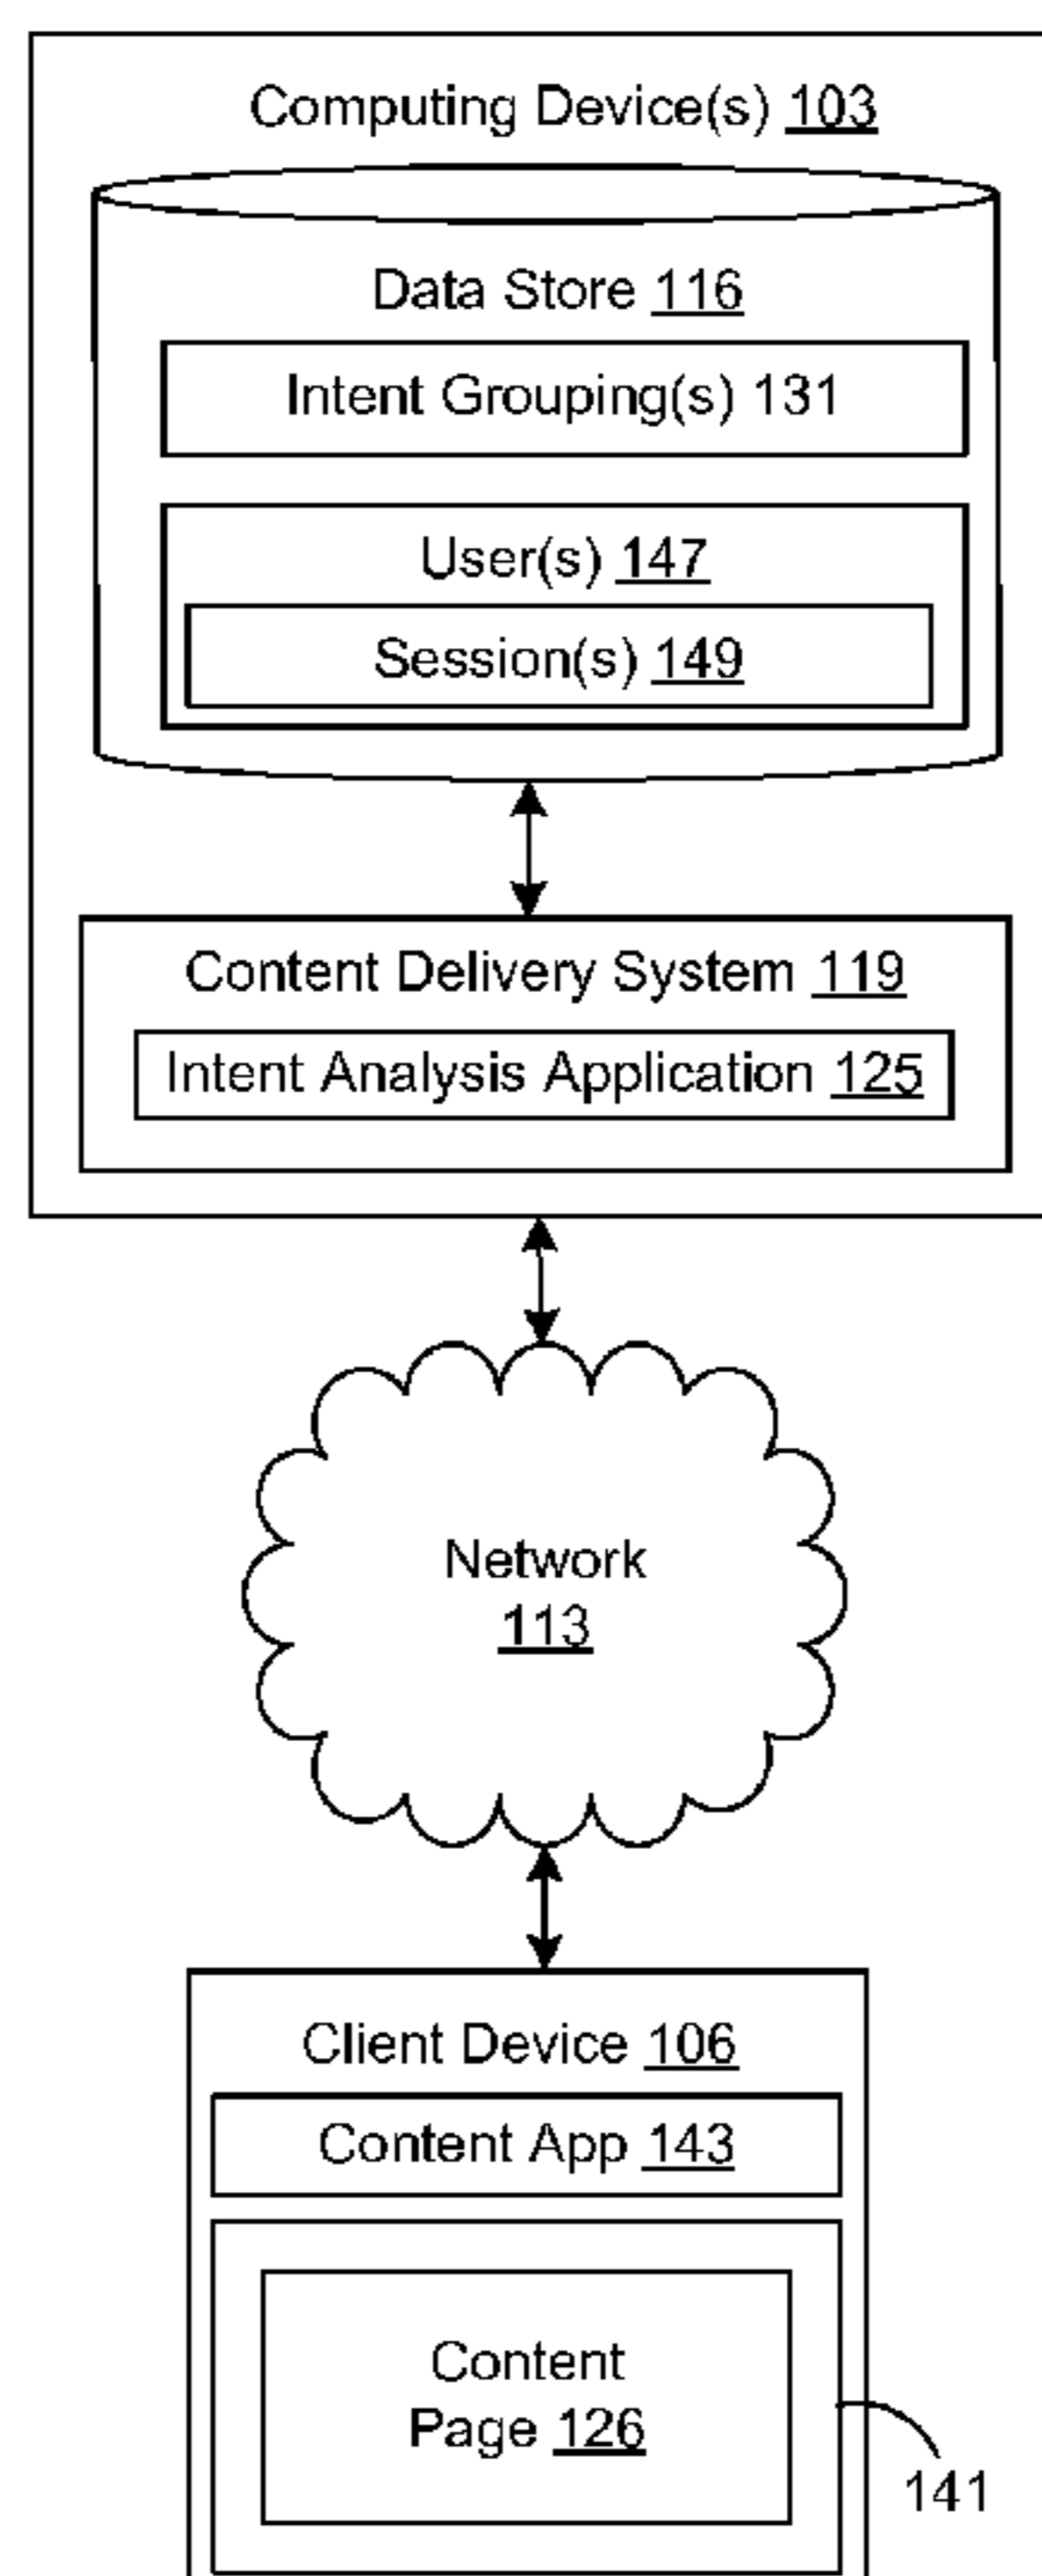 Computing Device(s) 103
Data Store 116
Intent Grouping(s) 131
User(s) 147
Session(s) 149
Content Delivery System 119
Intent Analysis Application 125
Network
113
Client Device 106
Content App 143
Content
Page 126
141